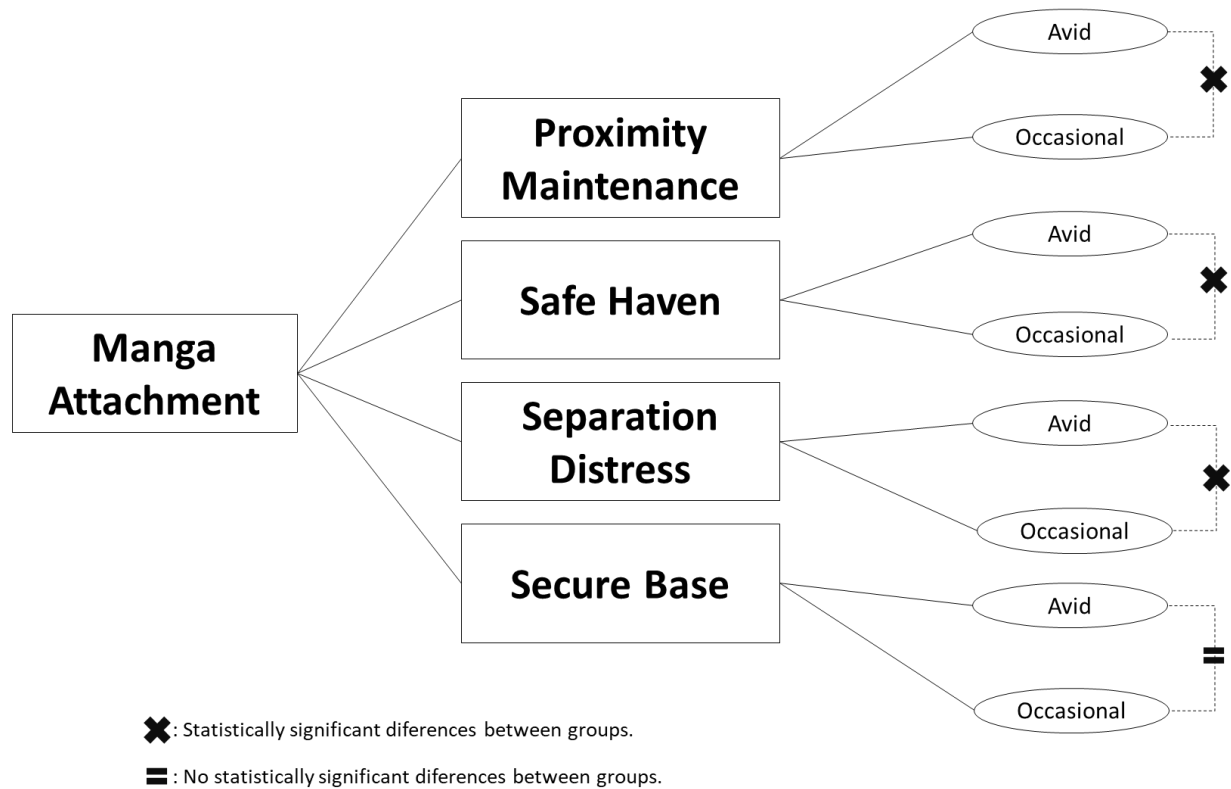 Manga
Attachment
Proximity
Maintenance
Avid
Occasional
Safe Haven
Avid
Occasional
Separation
Distress
Avid
Occasional
Secure Base
Avid
Occasional
✖: Statistically significant diferences between groups.
=: No statistically significant diferences between groups.